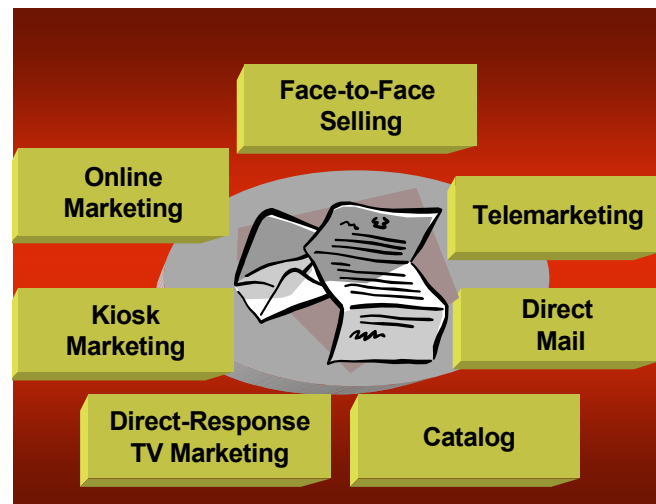 Face-to-Face
Selling
Online
Marketing
Telemarketing
Kiosk
Marketing
Direct
Mail
Direct-Response
TV Marketing
Catalog